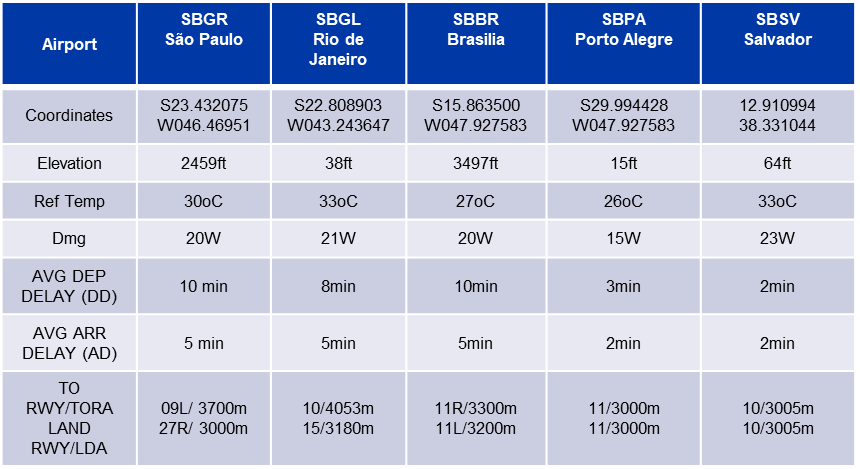 Airport
SBGR
São Paulo
SBGL
Rio de
Janeiro
SBBR
Brasilia
SBPA
Porto Alegre
SBSV
Salvador
Coordinates
S23.432075
W046.46951
S22.808903
W043.243647
S15.863500
W047.927583
S29.994428
W047.927583
12.910994
38.331044
Elevation
2459ft
38ft
3497ft
15ft
64ft
Ref Temp
30oC
33oC
27oC
26oC
33oC
Dmg
20W
21W
20W
15W
23W
AVG DEP
DELAY (DD)
10 min
8min
10min
3min
2min
AVG ARR
DELAY (AD)
5 min
5min
5min
2min
2min
TO
RWY/TORA
LAND
RWY/LDA
09L/ 3700m
27R/ 3000m
10/4053m
15/3180m
11R/3300m
11L/3200m
11/3000m
11/3000m
10/3005m
10/3005m